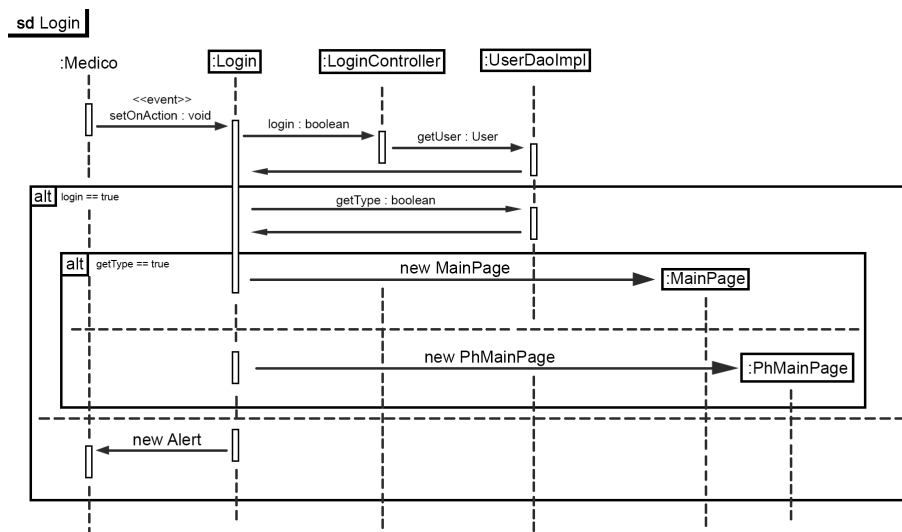 sd Login
:Medico
:Login
:LoginController
:UserDaoImpl
<<event>>
setOnAction : void
login : boolean
getUser : User
alt
login == true
getType : boolean
alt
getType == true
new MainPage
:MainPage
new PhMainPage
:PhMainPage
new Alert